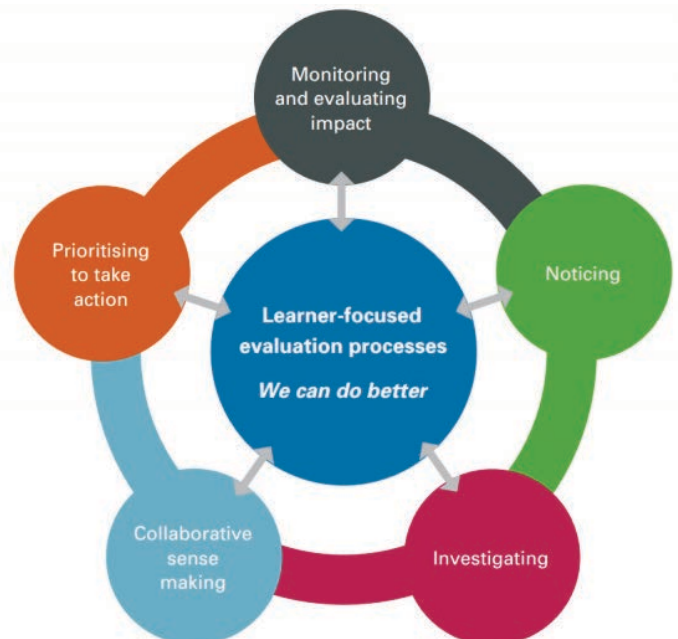 Monitoring
and evaluating
impact
Noticing
Investigating
Collaborative
sense
making
Prioritising
to take
action
Learner-focused
evaluation processes
We can do better